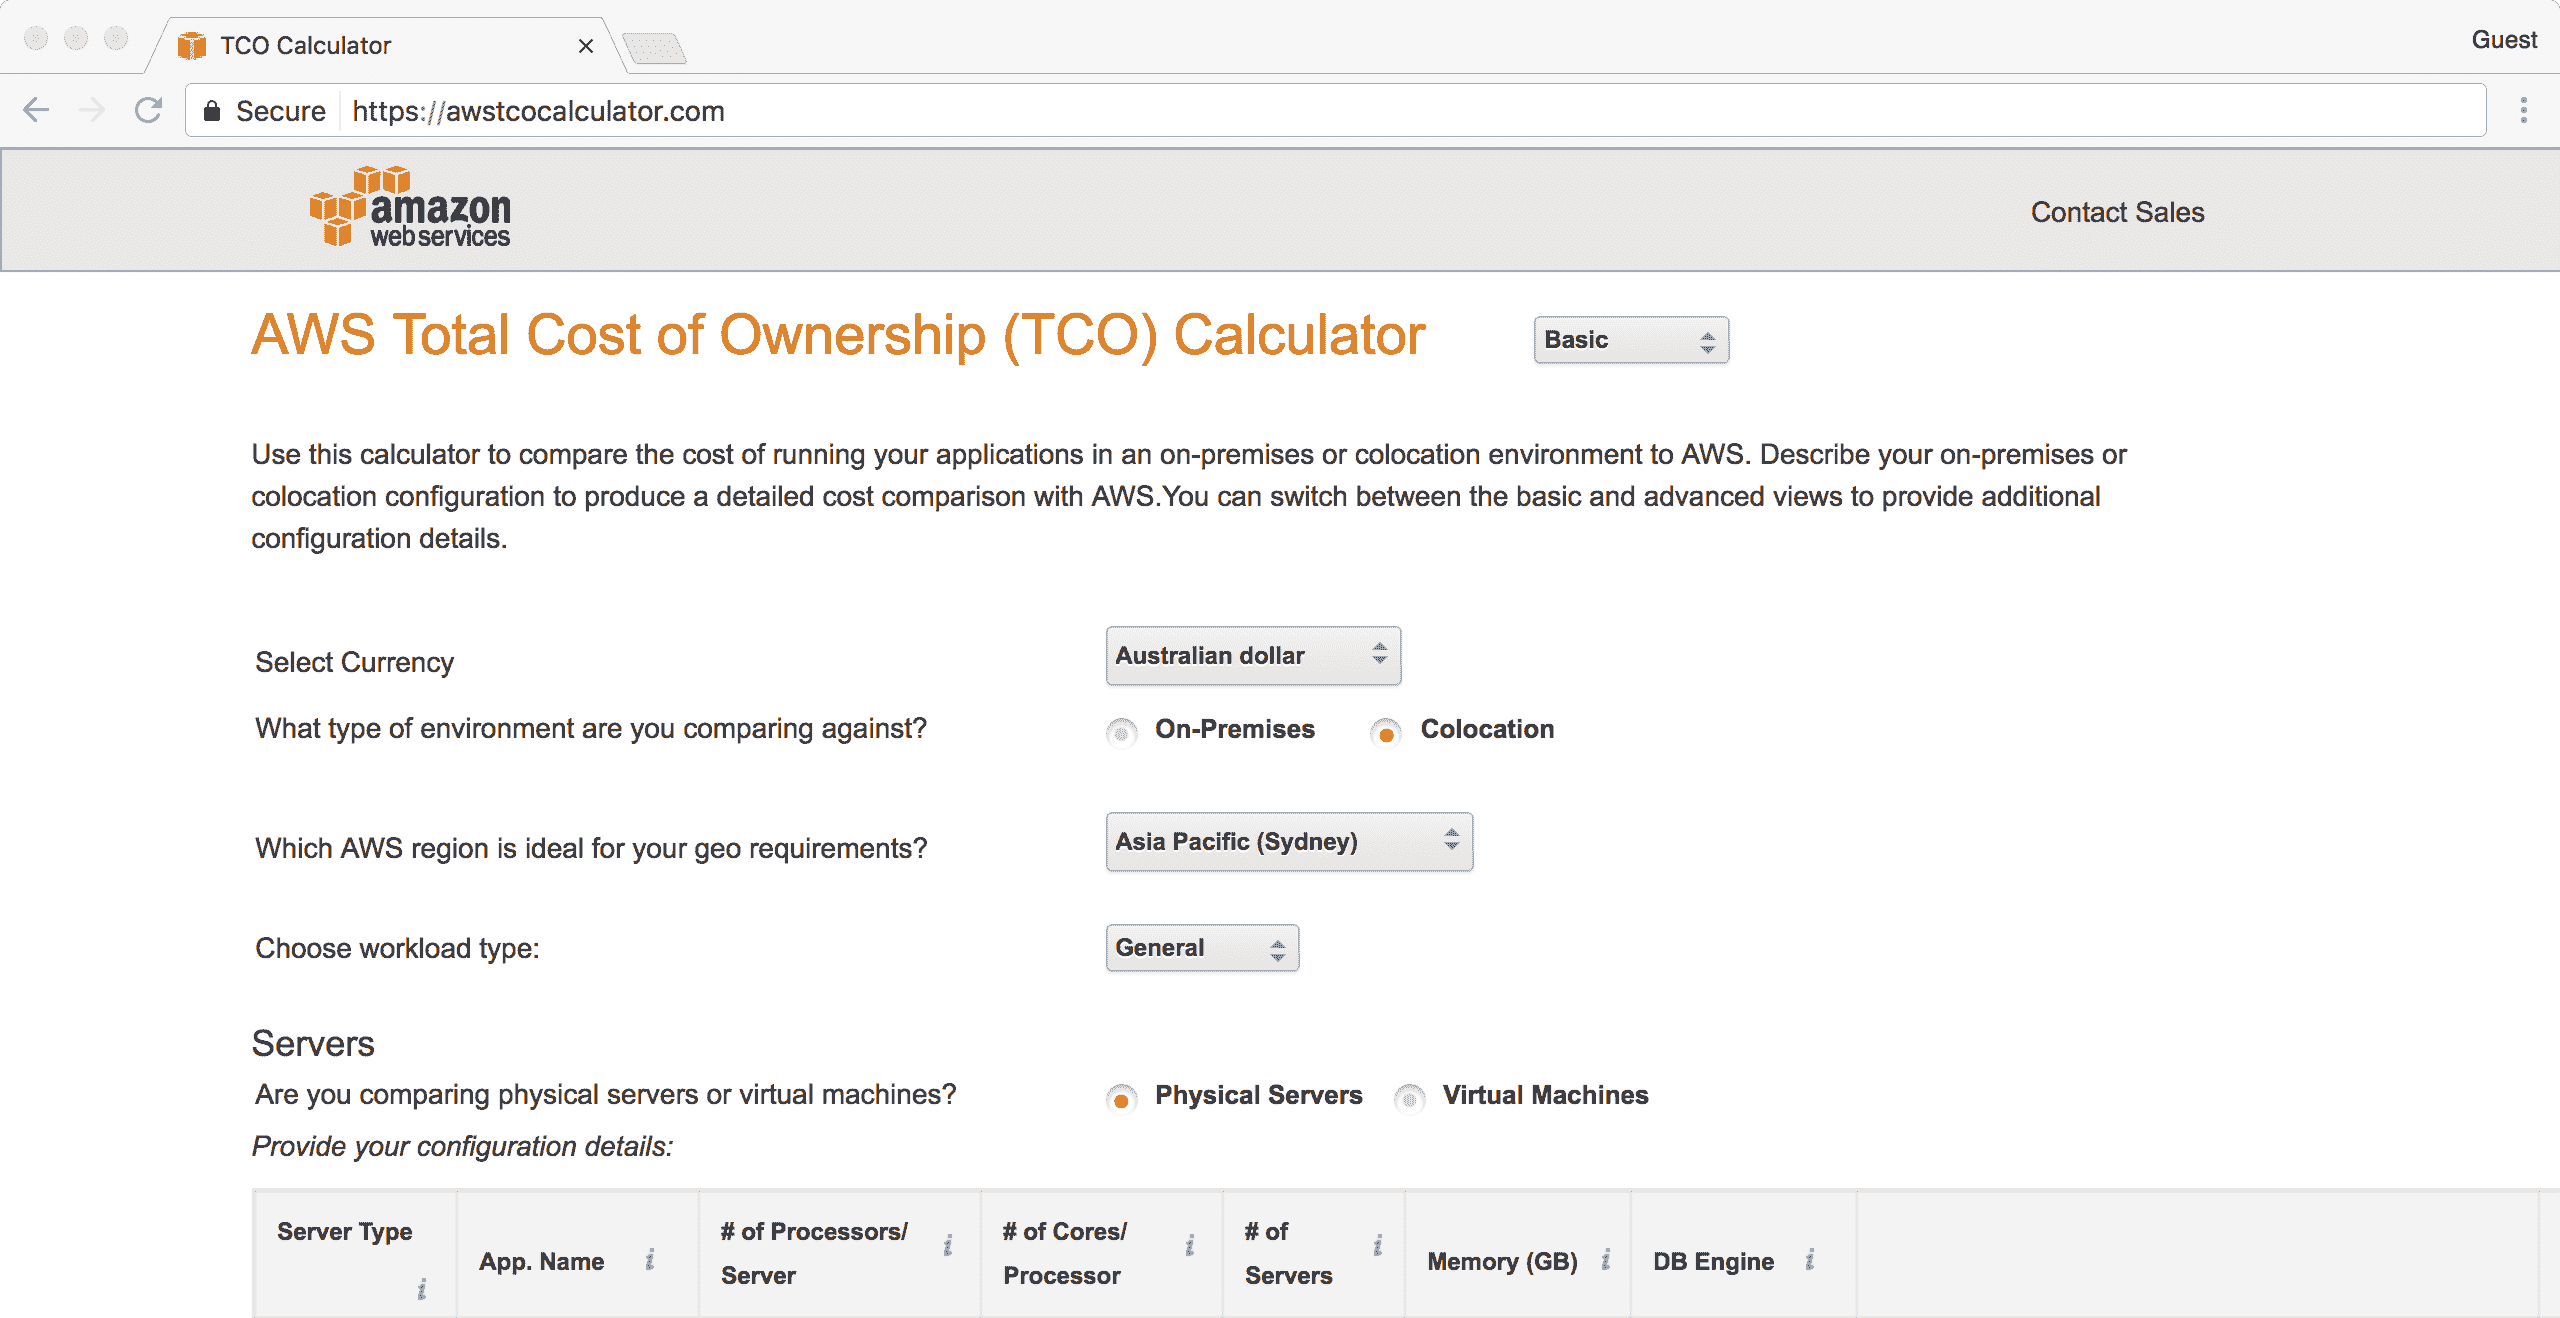 TCO Calculator
Guest
Secure https://awstcocalculator.com
amazon
web services
Contact Sales
AWS Total Cost of Ownership (TCO) Calculator
Basic
Use this calculator to compare the cost of running your applications in an on-premises or colocation environment to AWS. Describe your on-premises or
colocation configuration to produce a detailed cost comparison with AWS.You can switch between the basic and advanced views to provide additional
configuration details.
Select Currency
Australian dollar
What type of environment are you comparing against?
On-Premises
Colocation
Which AWS region is ideal for your geo requirements?
Asia Pacific (Sydney)
Choose workload type:
General
Servers
Are you comparing physical servers or virtual machines?
Physical Servers
Virtual Machines
Provide your configuration details:
Server Type
App. Name
# of Processors/
Server
# of Cores/
Processor
# of
Servers
Memory (GB)
DB Engine